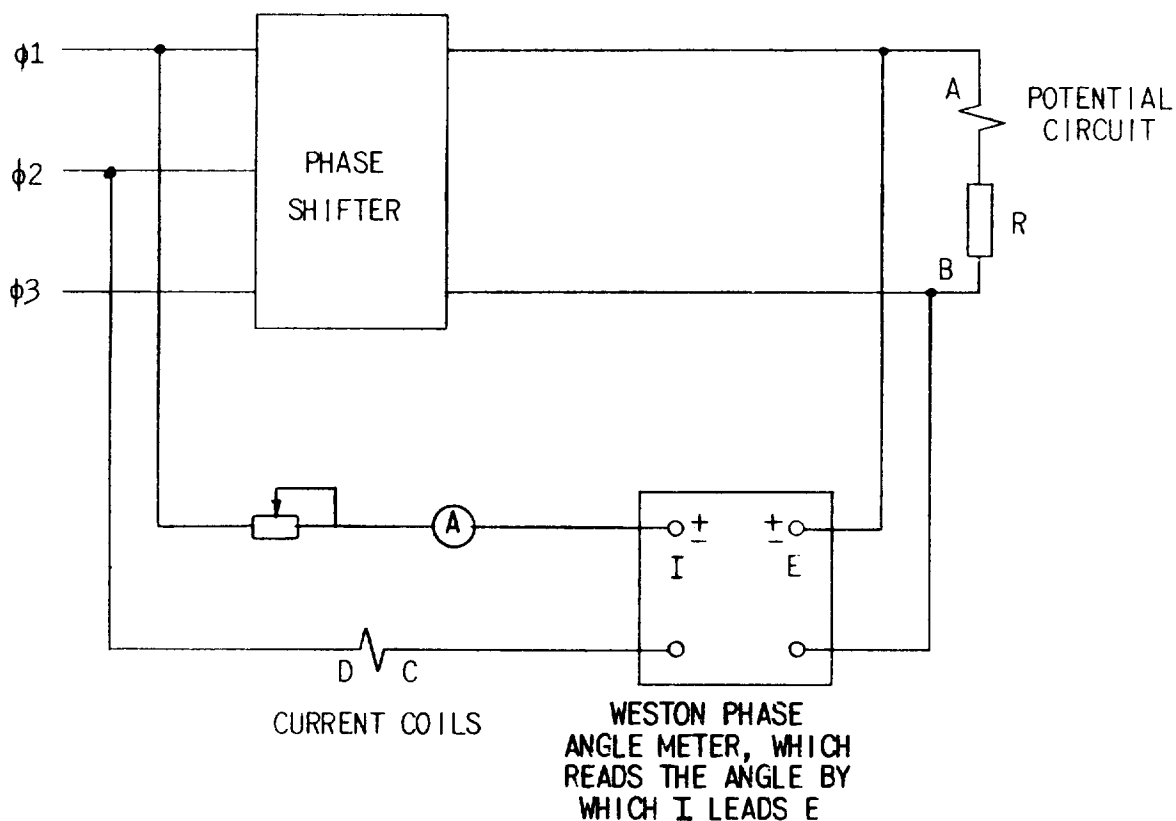 ϕ1
A
POTENTIAL
CIRCUIT
PHASE
SHIFTER
ϕ2
R
B
ϕ3
A
+
-
+
-
I
E
D
C
CURRENT COILS
WESTON PHASE
ANGLE METER, WHICH
READS THE ANGLE BY
WHICH I LEADS E